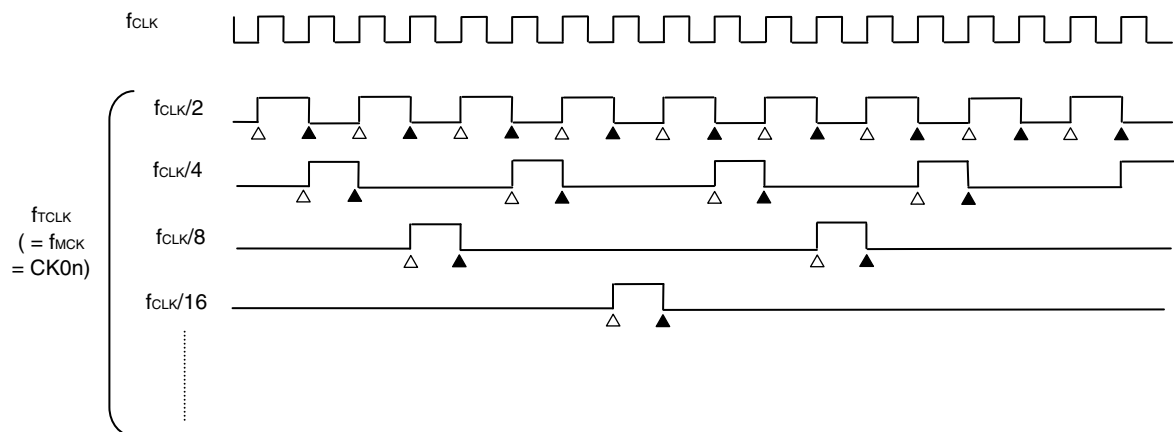 fCLK
fCLK/2
fCLK/4
fTCLK
( = fMCK
= CK0n)
fCLK/8
fCLK/16